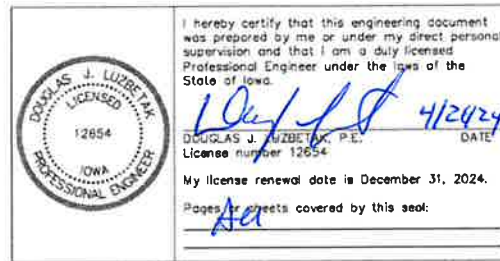 DOUGLAS J. LUZBETAK
LICENSED
12654
IOWA
PROFESSIONAL ENGINEER
I hereby certify that this engineering document
was prepared by me or under my direct personal
supervision and that I am a duly licensed
Professional Engineer under the laws of the
State of Iowa.
4/24/24
DOUGLAS J. LUZBETAK, P.E. DATE
License number 12654
My license renewal date is December 31, 2024.
Pages or sheets covered by this seal:
All